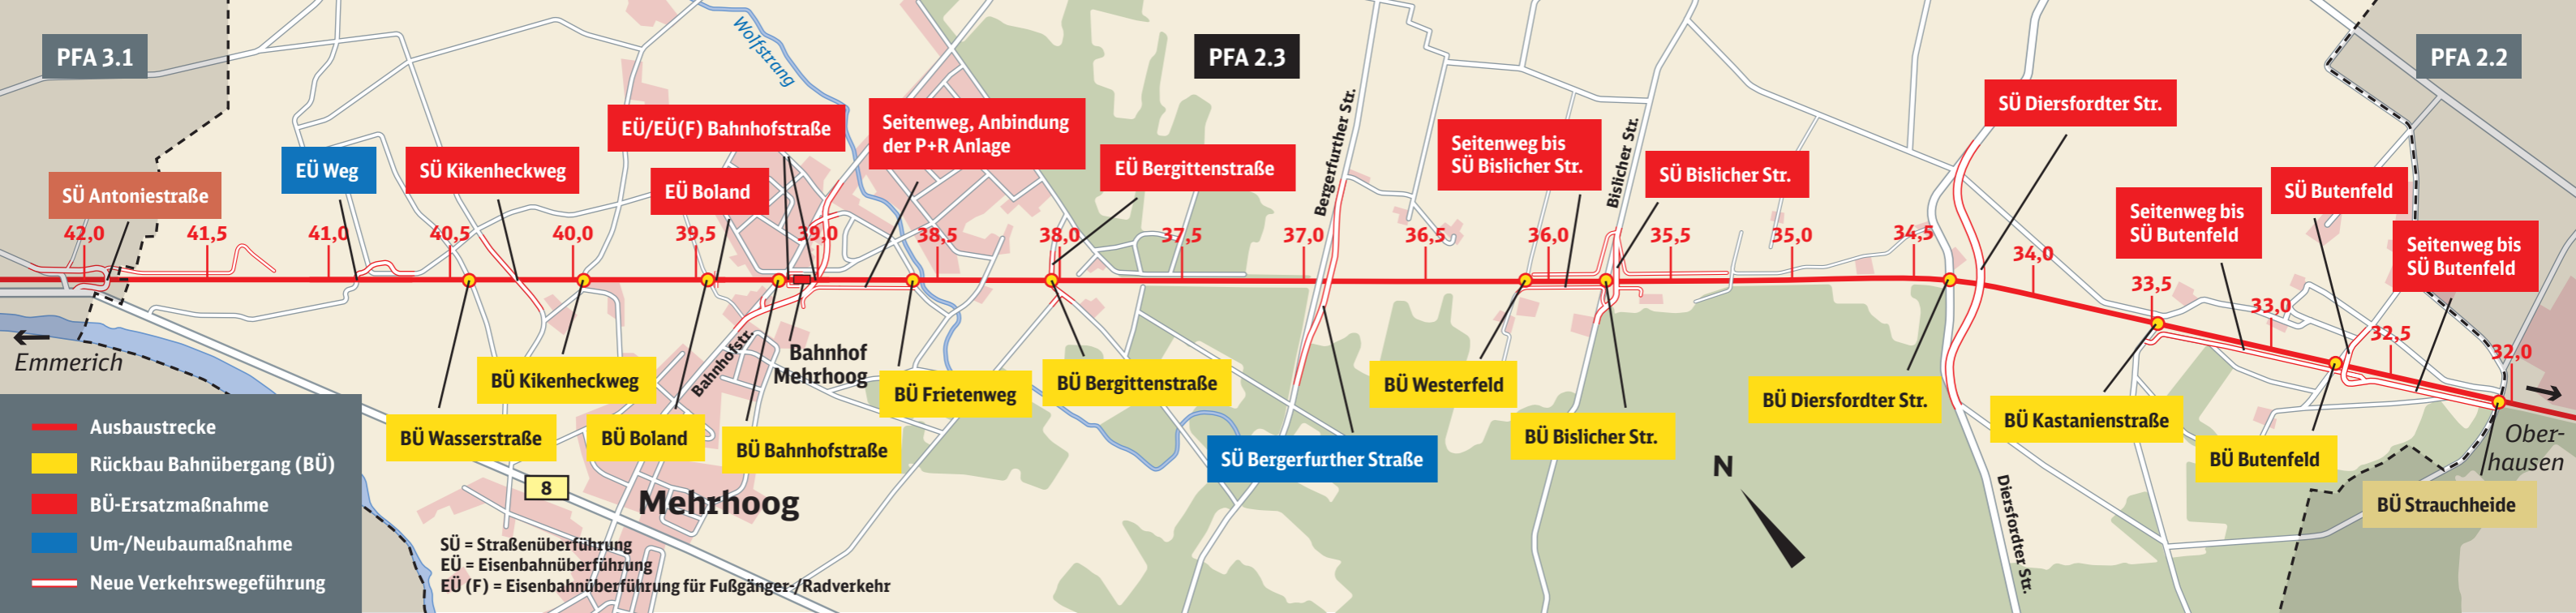 PFA 3.1
PFA 2.3
PFA 2.2
Wolfstrang
SÜ Antoniestraße
EÜ Weg
SÜ Kikenheckweg
EÜ/EÜ(F) Bahnhofstraße
EÜ Boland
Seitenweg, Anbindung
der P+R Anlage
EÜ Bergittenstraße
Bergerfurther Str.
Seitenweg bis
SÜ Bislicher Str.
Bislicher Str.
SÜ Bislicher Str.
SÜ Diersfordter Str.
Seitenweg bis
SÜ Butenfeld
SÜ Butenfeld
Seitenweg bis
SÜ Butenfeld
42,0
41,5
41,0
40,5
40,0
39,5
39,0
38,5
38,0
37,5
37,0
36,5
36,0
35,5
35,0
34,5
34,0
33,5
33,0
32,5
32,0
Emmerich
Ober-
hausen
BÜ Wasserstraße
BÜ Kikenheckweg
BÜ Boland
Bahnhofstr.
BÜ Bahnhofstraße
Bahnhof
Mehrhoog
BÜ Frietenweg
BÜ Bergittenstraße
SÜ Bergerfurther Straße
BÜ Westerfeld
BÜ Bislicher Str.
BÜ Diersfordter Str.
BÜ Kastanienstraße
BÜ Butenfeld
BÜ Strauchheide
Diersfordter Str.
N
8
Mehrhoog
Ausbaustrecke
Rückbau Bahnübergang (BÜ)
BÜ-Ersatzmaßnahme
Um-/Neubaumaßnahme
Neue Verkehrswegeführung
SÜ = Straßenüberführung
EÜ = Eisenbahnüberführung
EÜ (F) = Eisenbahnüberführung für Fußgänger-/Radverkehr